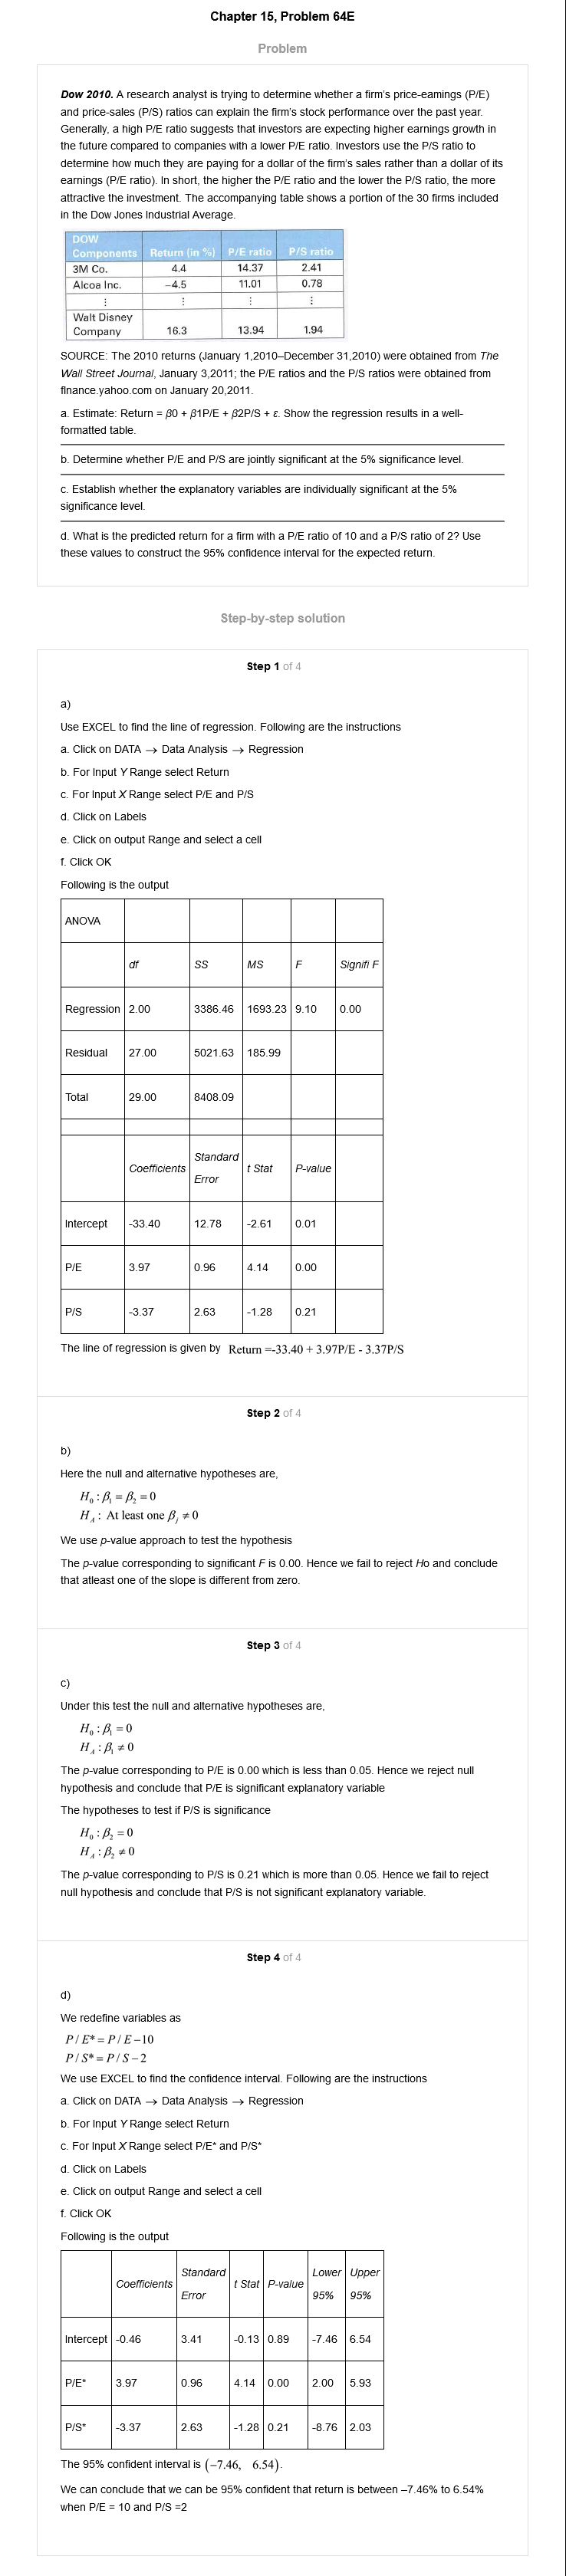 Chapter 15, Problem 64E
Problem
Dow 2010. A research analyst is trying to determine whether a firm's price-earnings (P/E)
and price-sales (P/S) ratios can explain the firm's stock performance over the past year.
Generally, a high P/E ratio suggests that investors are expecting higher earnings growth in
the future compared to companies with a lower P/E ratio. Investors use the P/S ratio to
determine how much they are paying for a dollar of the firm's sales rather than a dollar of its
earnings (P/E ratio). In short, the higher the P/E ratio and the lower the P/S ratio, the more
attractive the investment. The accompanying table shows a portion of the 30 firms included
in the Dow Jones Industrial Average.
DOW
Components Return (in %) P/E ratio P/S ratio
3M Co. 4.4 14.37 2.41
Alcoa Inc. −4.5 11.01 0.78
⋮ ⋮ ⋮ ⋮
Walt Disney
Company 16.3 13.94 1.94
SOURCE: The 2010 returns (January 1,2010–December 31,2010) were obtained from The
Wall Street Journal, January 3,2011; the P/E ratios and the P/S ratios were obtained from
finance.yahoo.com on January 20,2011.
a. Estimate: Return = β0 + β1P/E + β2P/S + ε. Show the regression results in a well-
formatted table.
b. Determine whether P/E and P/S are jointly significant at the 5% significance level.
c. Establish whether the explanatory variables are individually significant at the 5%
significance level.
d. What is the predicted return for a firm with a P/E ratio of 10 and a P/S ratio of 2? Use
these values to construct the 95% confidence interval for the expected return.
Step-by-step solution
Step 1 of 4
a)
Use EXCEL to find the line of regression. Following are the instructions
a. Click on DATA → Data Analysis → Regression
b. For Input Y Range select Return
c. For Input X Range select P/E and P/S
d. Click on Labels
e. Click on output Range and select a cell
f. Click OK
Following is the output
ANOVA
df SS MS F Signifi F
Regression 2.00 3386.46 1693.23 9.10 0.00
Residual 27.00 5021.63 185.99
Total 29.00 8408.09
Coefficients Standard Error t Stat P-value
Intercept -33.40 12.78 -2.61 0.01
P/E 3.97 0.96 4.14 0.00
P/S -3.37 2.63 -1.28 0.21
The line of regression is given by Return =-33.40 + 3.97P/E - 3.37P/S
Step 2 of 4
b)
Here the null and alternative hypotheses are,
H₀ : β₁ = β₂ = 0
H_A : At least one β_j ≠ 0
We use p-value approach to test the hypothesis
The p-value corresponding to significant F is 0.00. Hence we fail to reject Ho and conclude
that atleast one of the slope is different from zero.
Step 3 of 4
c)
Under this test the null and alternative hypotheses are,
H₀ : β₁ = 0
H_A : β₁ ≠ 0
The p-value corresponding to P/E is 0.00 which is less than 0.05. Hence we reject null
hypothesis and conclude that P/E is significant explanatory variable
The hypotheses to test if P/S is significance
H₀ : β₂ = 0
H_A : β₂ ≠ 0
The p-value corresponding to P/S is 0.21 which is more than 0.05. Hence we fail to reject
null hypothesis and conclude that P/S is not significant explanatory variable.
Step 4 of 4
d)
We redefine variables as
P / E* = P / E − 10
P / S* = P / S − 2
We use EXCEL to find the confidence interval. Following are the instructions
a. Click on DATA → Data Analysis → Regression
b. For Input Y Range select Return
c. For Input X Range select P/E* and P/S*
d. Click on Labels
e. Click on output Range and select a cell
f. Click OK
Following is the output
Coefficients Standard Error t Stat P-value Lower 95% Upper 95%
Intercept -0.46 3.41 -0.13 0.89 -7.46 6.54
P/E* 3.97 0.96 4.14 0.00 2.00 5.93
P/S* -3.37 2.63 -1.28 0.21 -8.76 2.03
The 95% confident interval is (−7.46, 6.54).
We can conclude that we can be 95% confident that return is between –7.46% to 6.54%
when P/E = 10 and P/S =2